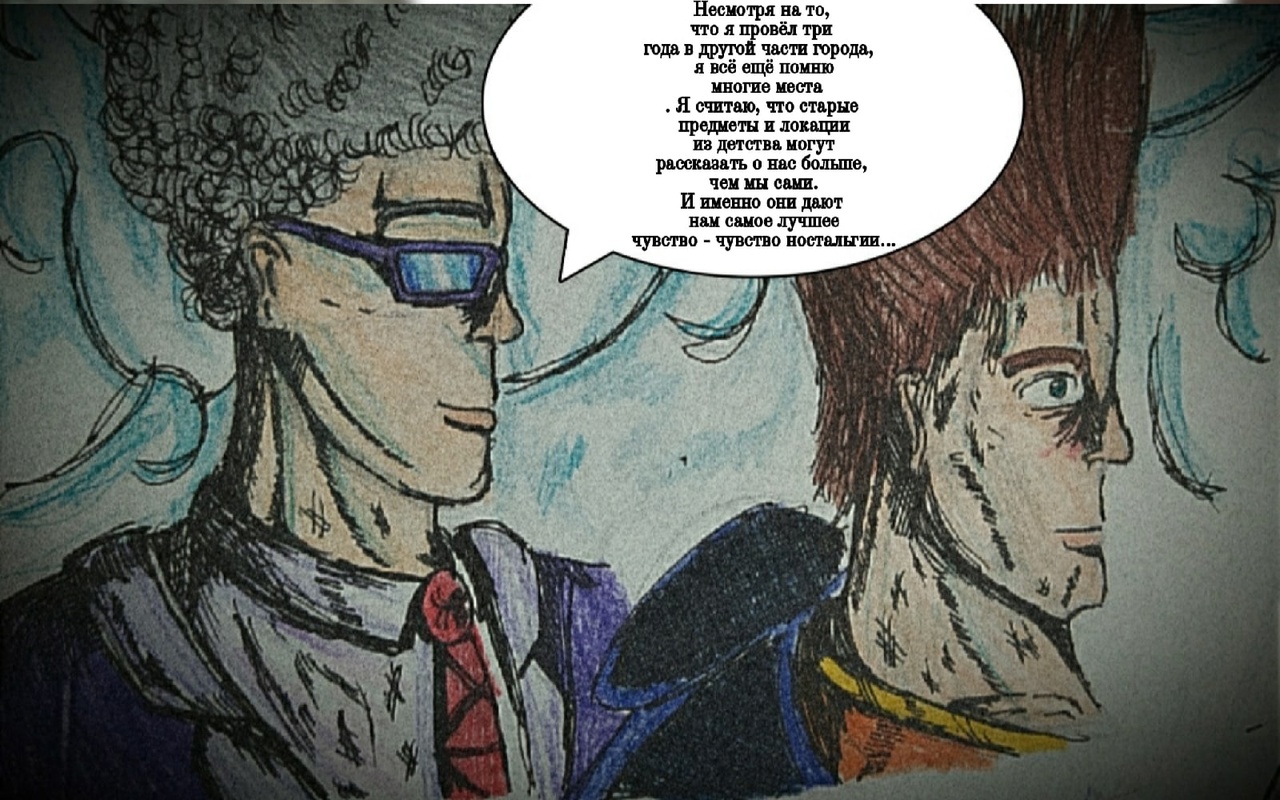 Несмотря на то,
что я провёл три
года в другой части города,
я всё ещё помню
многие места
. Я считаю, что старые
предметы и локации
из детства могут
рассказать о нас больше,
чем мы сами.
И именно они дают
нам самое лучшее
чувство - чувство ностальгии...